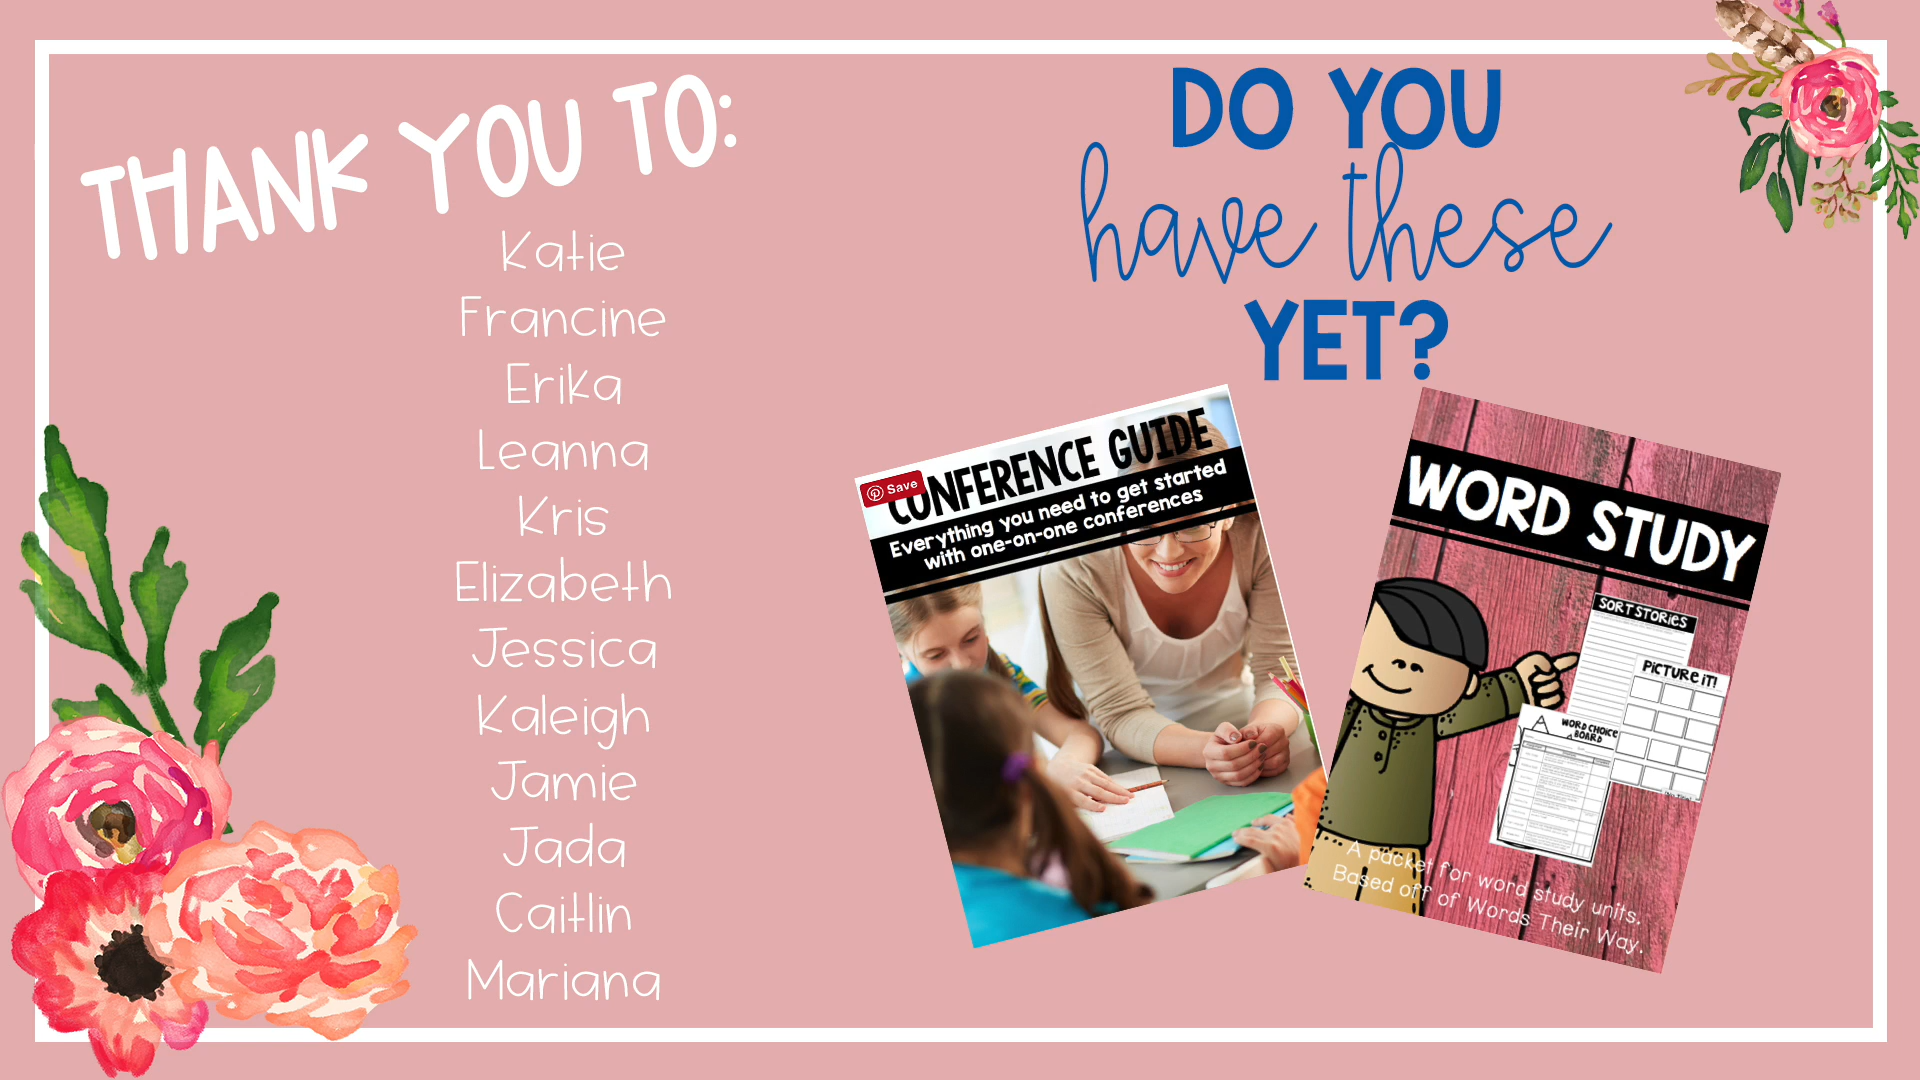 THANK YOU TO:
Katie
Francine
Erika
Leanna
Kris
Elizabeth
Jessica
Kaleigh
Jamie
Jada
Caitlin
Mariana
DO YOU
have these
YET?
CONFERENCE GUIDE
Save
Everything you need to get started
with one-on-one conferences
WORD STUDY
SORT STORIES
PICTURE IT!
WORD CHOICE
BOARD
A packet for word study units.
Based off of Words Their Way.